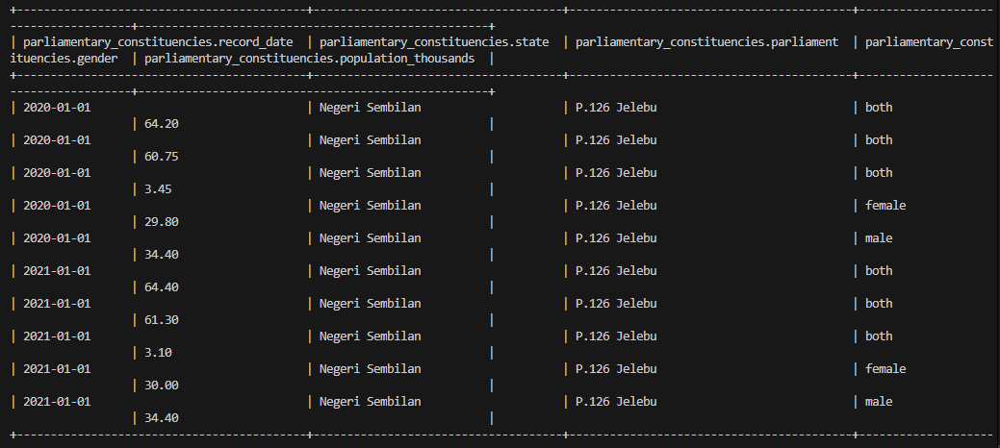 +-------------------------------------------+-------------------------------------+------------------------------------------+--------------------
------------------+----------------------------------------------------+
| parliamentary_constituencies.record_date | parliamentary_constituencies.state | parliamentary_constituencies.parliament | parliamentary_const
ituencies.gender | parliamentary_constituencies.population_thousands |
+-------------------------------------------+-------------------------------------+------------------------------------------+--------------------
------------------+----------------------------------------------------+
| 2020-01-01 | Negeri Sembilan | P.126 Jelebu | both
| 64.20 |
| 2020-01-01 | Negeri Sembilan | P.126 Jelebu | both
| 60.75 |
| 2020-01-01 | Negeri Sembilan | P.126 Jelebu | both
| 3.45 |
| 2020-01-01 | Negeri Sembilan | P.126 Jelebu | female
| 29.80 |
| 2020-01-01 | Negeri Sembilan | P.126 Jelebu | male
| 34.40 |
| 2021-01-01 | Negeri Sembilan | P.126 Jelebu | both
| 64.40 |
| 2021-01-01 | Negeri Sembilan | P.126 Jelebu | both
| 61.30 |
| 2021-01-01 | Negeri Sembilan | P.126 Jelebu | both
| 3.10 |
| 2021-01-01 | Negeri Sembilan | P.126 Jelebu | female
| 30.00 |
| 2021-01-01 | Negeri Sembilan | P.126 Jelebu | male
| 34.40 |
+-------------------------------------------+-------------------------------------+------------------------------------------+--------------------